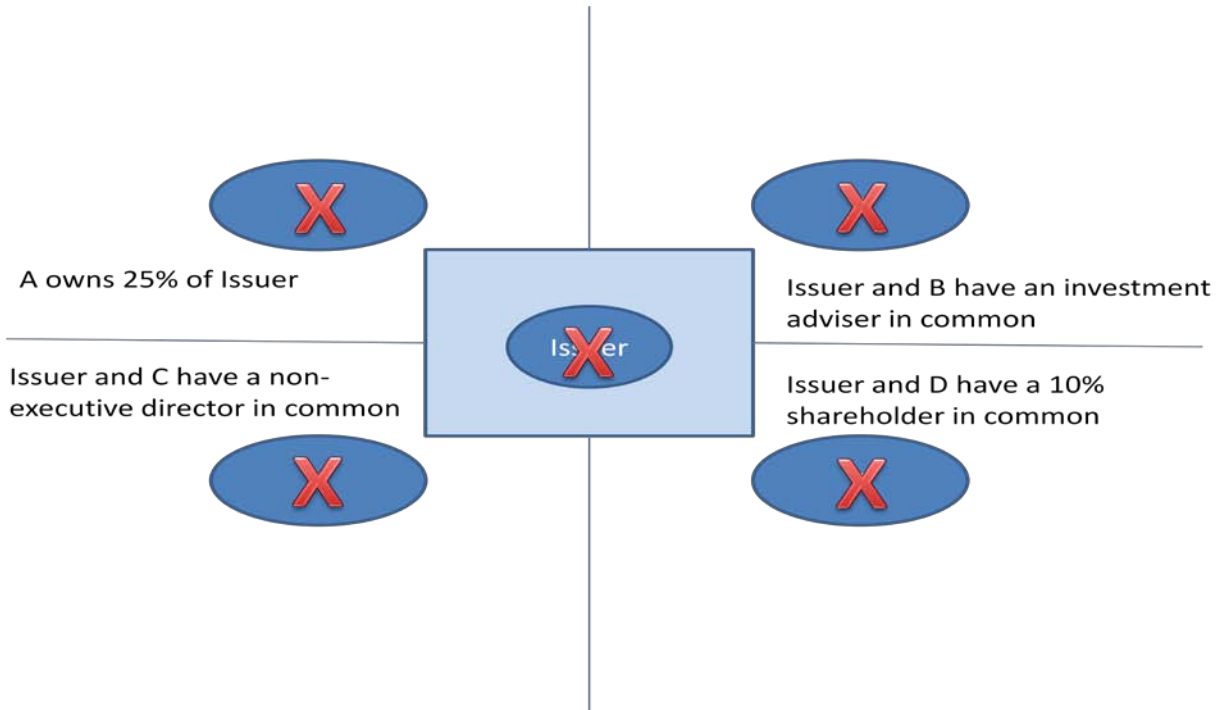 X
X
A owns 25% of Issuer
Issuer and B have an investment
adviser in common
Issuer
X
Issuer and C have a non-
executive director in common
Issuer and D have a 10%
shareholder in common
X
X